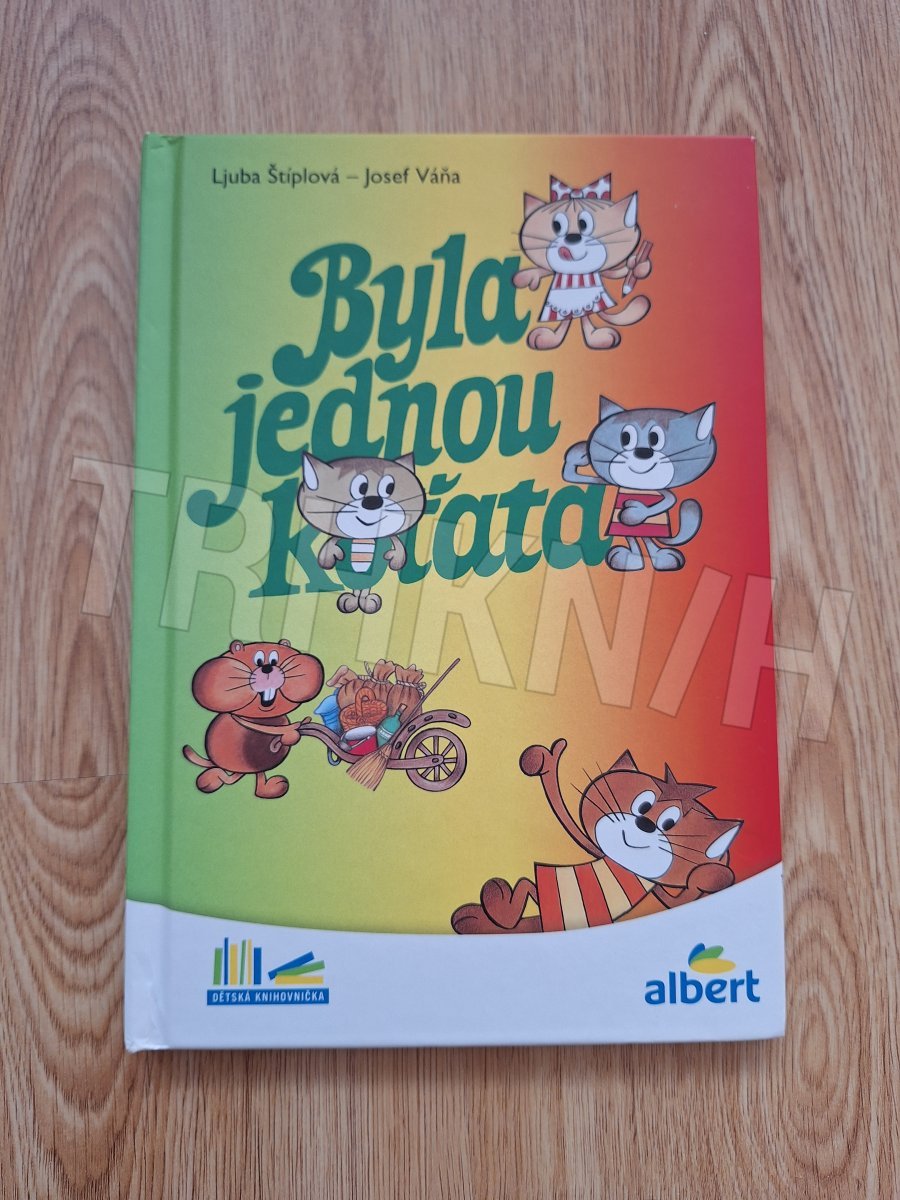 Ljuba Štíplová – Josef Váňa
Byla
jednou
koťata
TRHKNIH
DĚTSKÁ KNIHOVNIČKA
albert